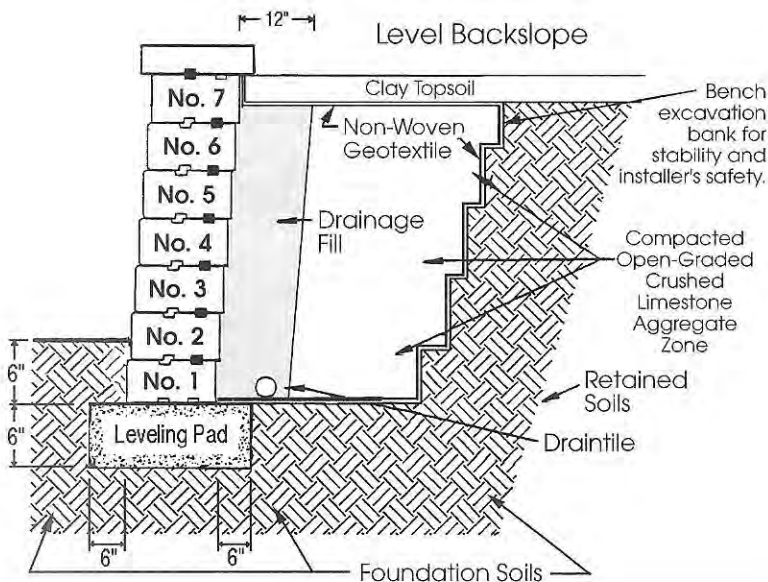 12"
Level Backslope
Clay Topsoil
No. 7
Non-Woven
Geotextile
Bench
excavation
bank for
stability and
installer's safety.
No. 6
No. 5
Drainage
Fill
No. 4
Compacted
Open-Graded
Crushed
Limestone
Aggregate
Zone
No. 3
No. 2
6"
No. 1
Retained
Soils
6"
Leveling Pad
Draintile
6"
6"
Foundation Soils